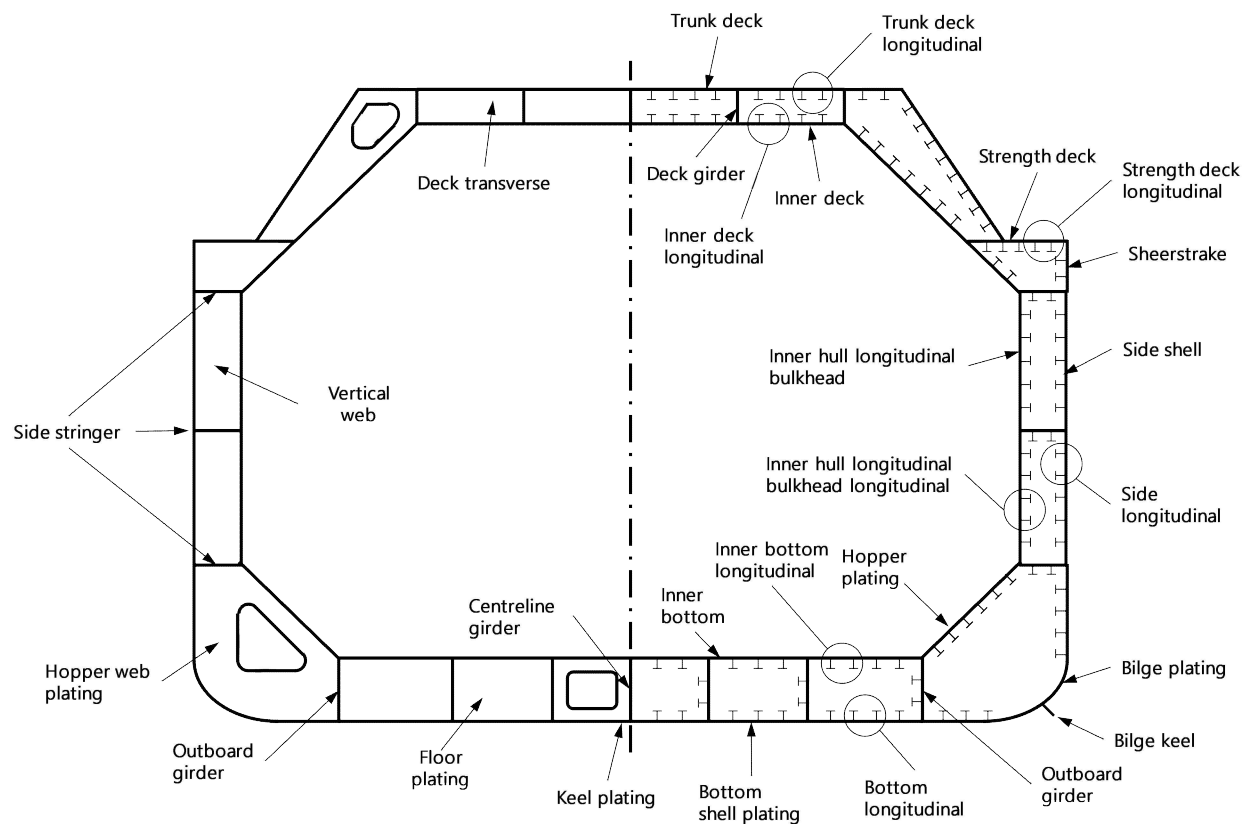 Trunk deck
Trunk deck
longitudinal
Deck transverse
Deck girder
Inner deck
Inner deck
longitudinal
Strength deck
Strength deck
longitudinal
Sheerstrake
Side shell
Inner hull longitudinal
bulkhead
Vertical
web
Side stringer
Inner hull longitudinal
bulkhead longitudinal
Side
longitudinal
Inner bottom
longitudinal
Hopper
plating
Inner
bottom
Centreline
girder
Hopper web
plating
Bilge plating
Bilge keel
Outboard
girder
Floor
plating
Keel plating
Bottom
shell plating
Bottom
longitudinal
Outboard
girder